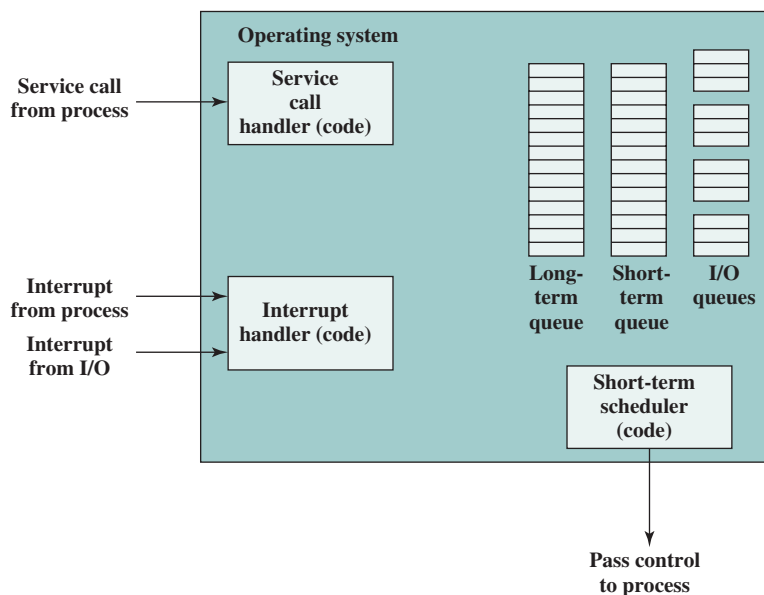 Operating system
Service call
from process
Service
call
handler (code)
Interrupt
from process
Interrupt
from I/O
Interrupt
handler (code)
Long-
term
queue
Short-
term
queue
I/O
queues
Short-term
scheduler
(code)
Pass control
to process